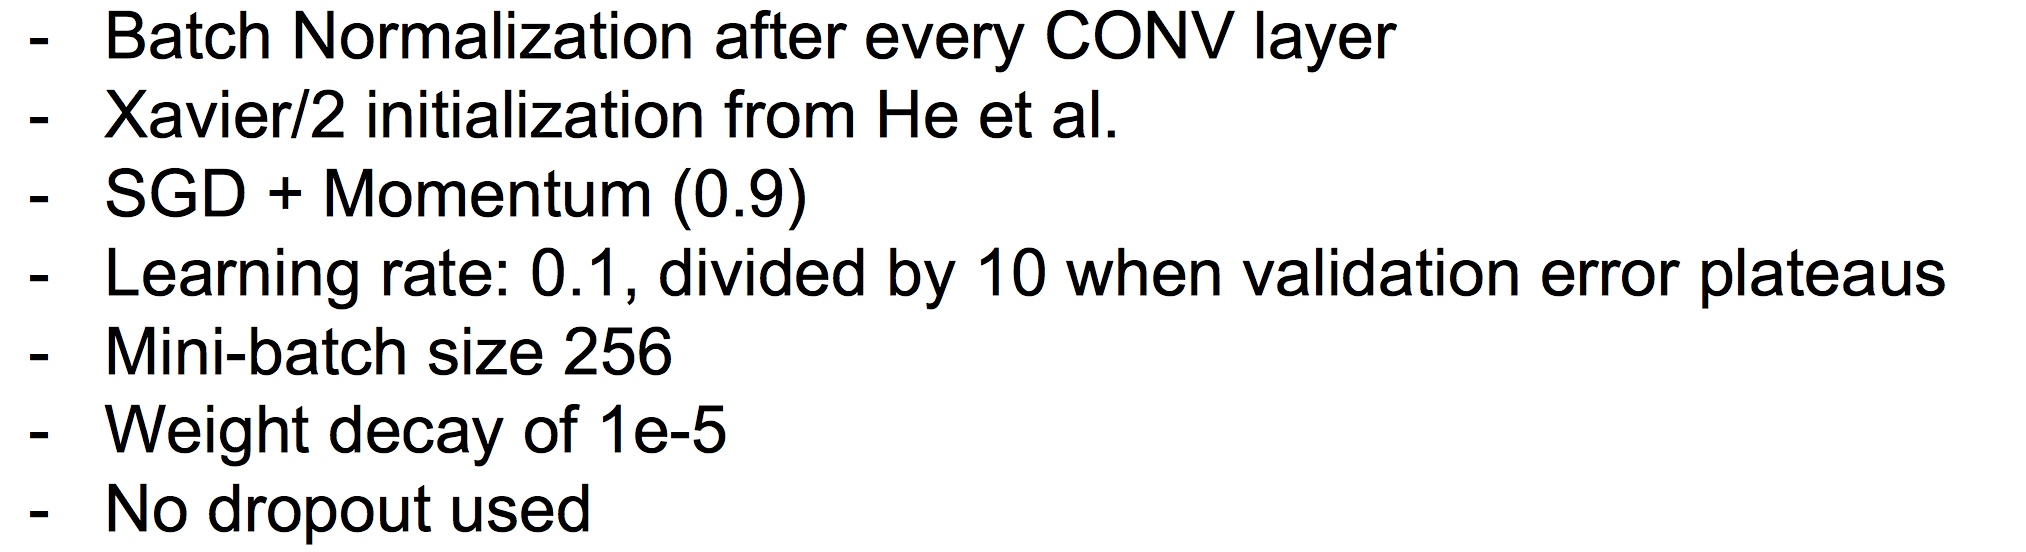 - Batch Normalization after every CONV layer
- Xavier/2 initialization from He et al.
- SGD + Momentum (0.9)
- Learning rate: 0.1, divided by 10 when validation error plateaus
- Mini-batch size 256
- Weight decay of 1e-5
- No dropout used